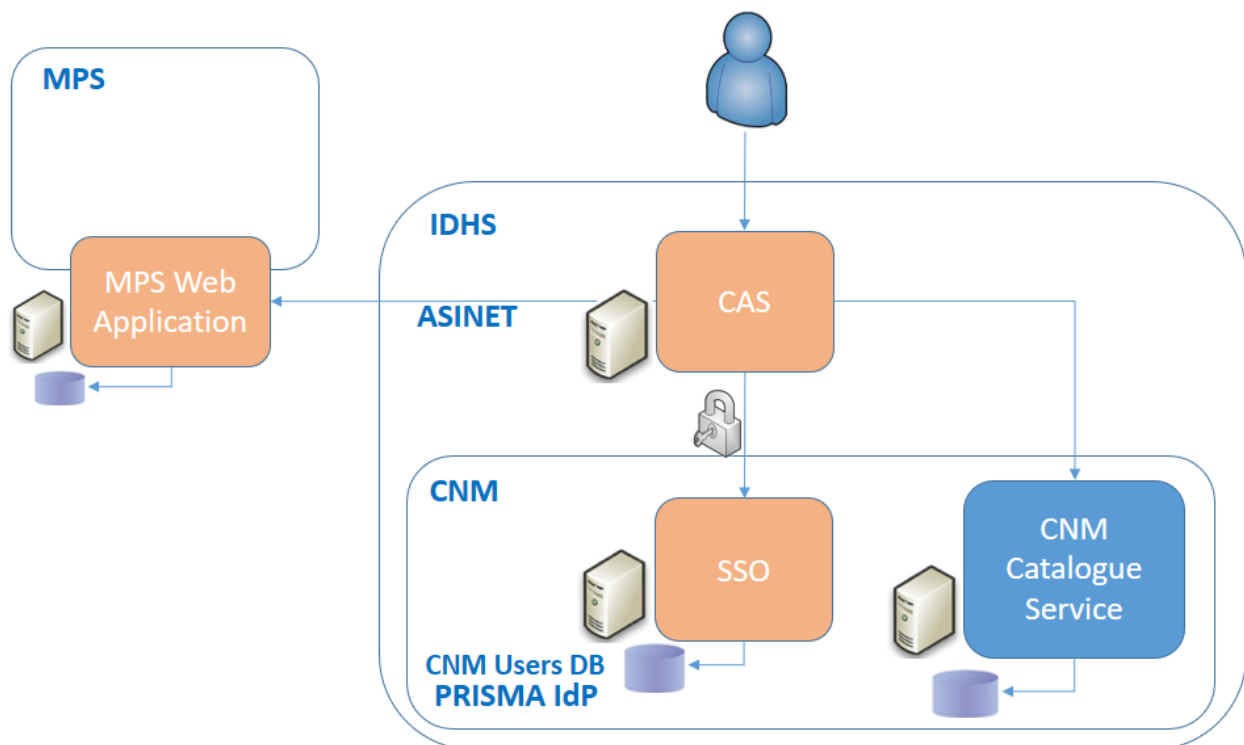 MPS
IDHS
MPS Web
Application
ASINET
CAS
CNM
SSO
CNM
Catalogue
Service
CNM Users DB
PRISMA IdP